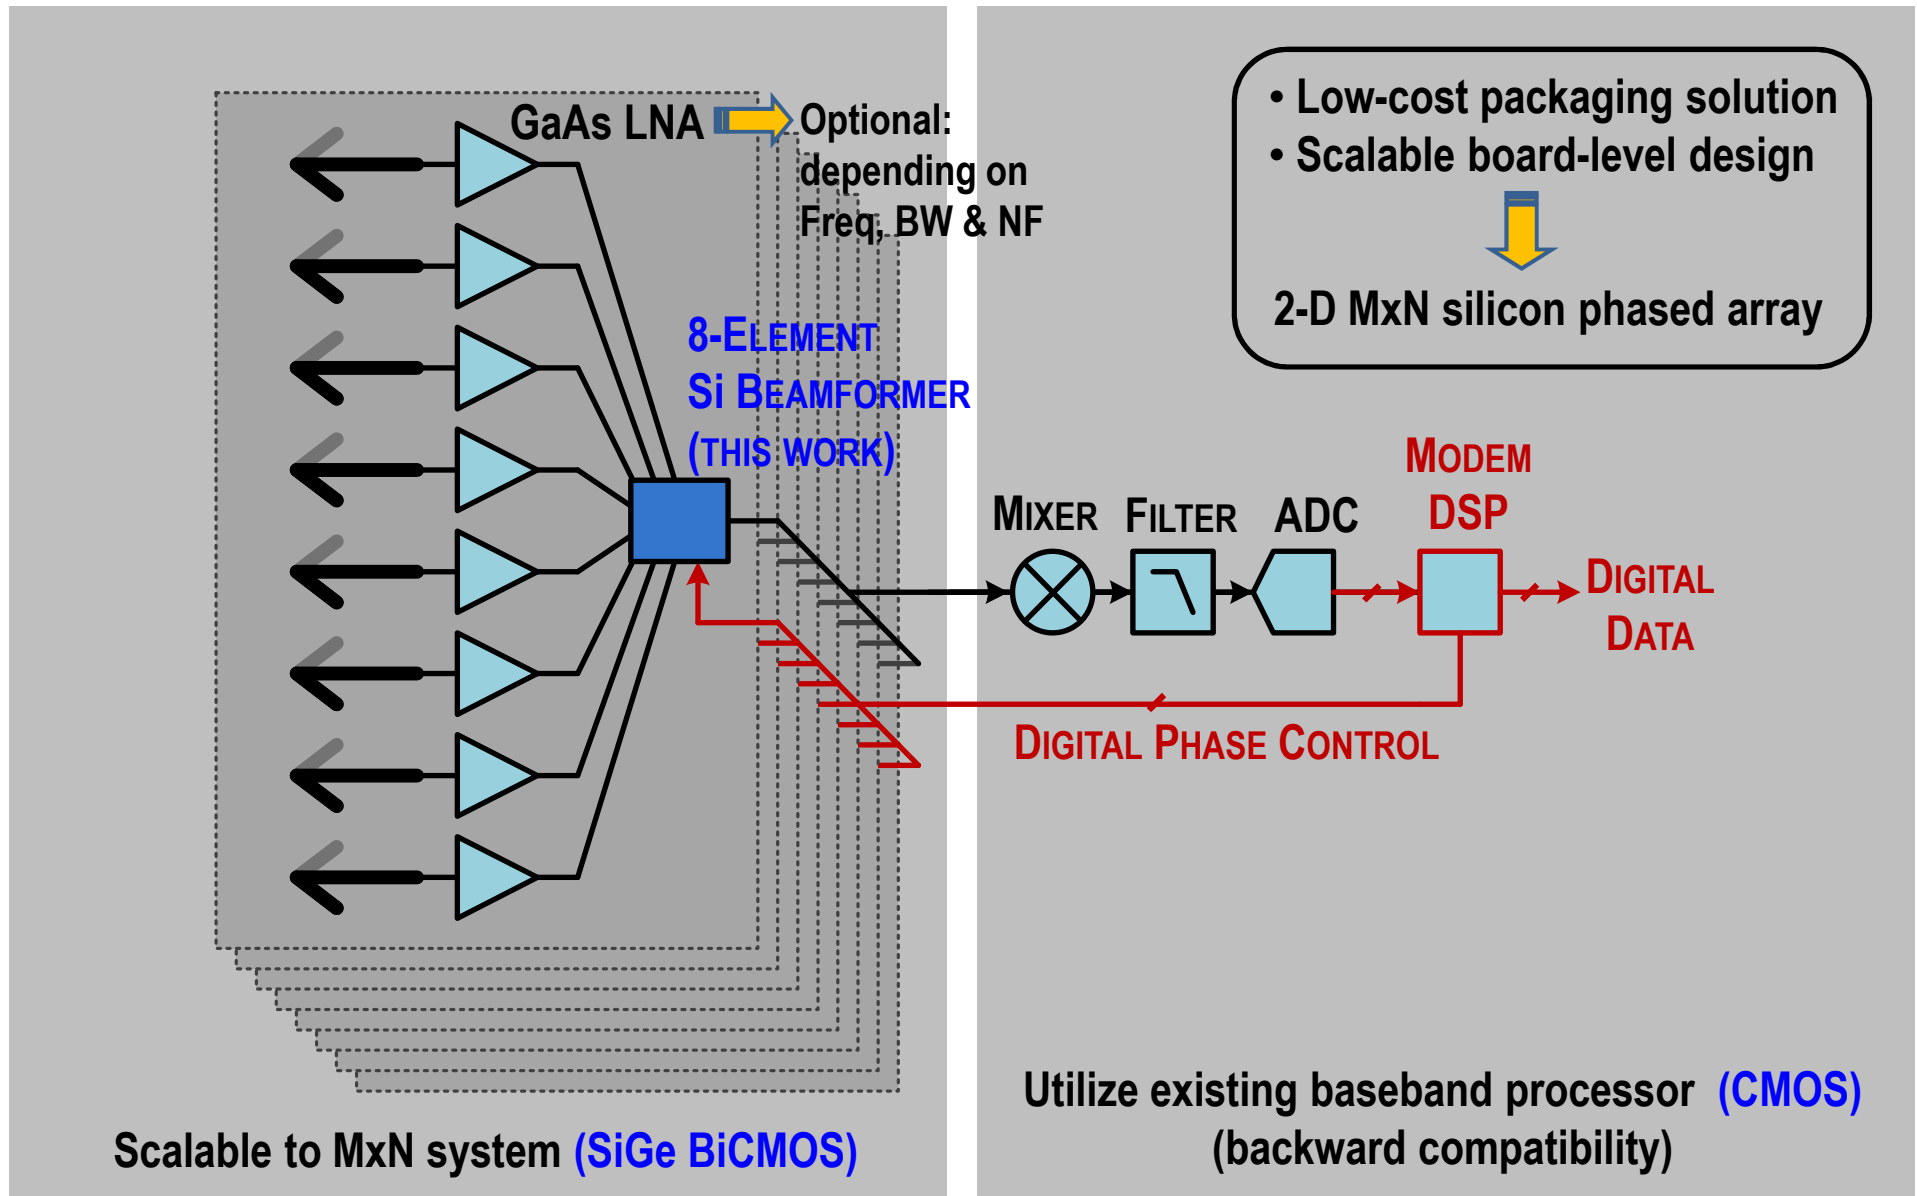 GaAs LNA
Optional:
depending on
Freq, BW & NF
8-ELEMENT
Si BEAMFORMER
(THIS WORK)
Scalable to MxN system (SiGe BiCMOS)
• Low-cost packaging solution
• Scalable board-level design
2-D MxN silicon phased array
MIXER
FILTER
ADC
MODEM
DSP
DIGITAL
DATA
DIGITAL PHASE CONTROL
Utilize existing baseband processor (CMOS)
(backward compatibility)